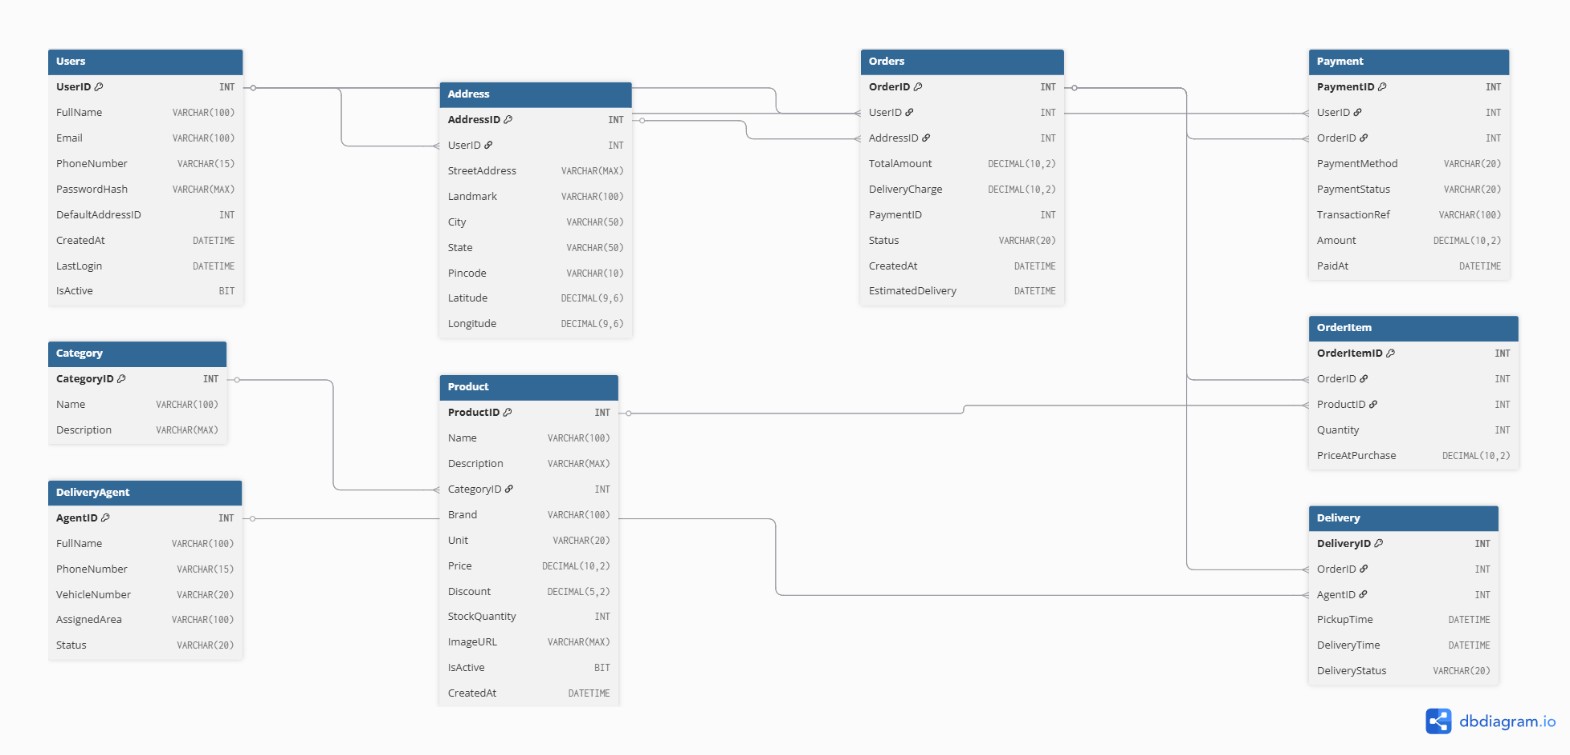 Users
UserID INT
FullName VARCHAR(100)
Email VARCHAR(100)
PhoneNumber VARCHAR(15)
PasswordHash VARCHAR(MAX)
DefaultAddressID INT
CreatedAt DATETIME
LastLogin DATETIME
IsActive BIT
Address
AddressID INT
UserID INT
StreetAddress VARCHAR(MAX)
Landmark VARCHAR(100)
City VARCHAR(50)
State VARCHAR(50)
Pincode VARCHAR(10)
Latitude DECIMAL(9,6)
Longitude DECIMAL(9,6)
Orders
OrderID INT
UserID INT
AddressID INT
TotalAmount DECIMAL(10,2)
DeliveryCharge DECIMAL(10,2)
PaymentID INT
Status VARCHAR(20)
CreatedAt DATETIME
EstimatedDelivery DATETIME
Payment
PaymentID INT
UserID INT
OrderID INT
PaymentMethod VARCHAR(20)
PaymentStatus VARCHAR(20)
TransactionRef VARCHAR(100)
Amount DECIMAL(10,2)
PaidAt DATETIME
Category
CategoryID INT
Name VARCHAR(100)
Description VARCHAR(MAX)
Product
ProductID INT
Name VARCHAR(100)
Description VARCHAR(MAX)
CategoryID INT
Brand VARCHAR(100)
Unit VARCHAR(20)
Price DECIMAL(10,2)
Discount DECIMAL(5,2)
StockQuantity INT
ImageURL VARCHAR(MAX)
IsActive BIT
CreatedAt DATETIME
OrderItem
OrderItemID INT
OrderID INT
ProductID INT
Quantity INT
PriceAtPurchase DECIMAL(10,2)
DeliveryAgent
AgentID INT
FullName VARCHAR(100)
PhoneNumber VARCHAR(15)
VehicleNumber VARCHAR(20)
AssignedArea VARCHAR(100)
Status VARCHAR(20)
Delivery
DeliveryID INT
OrderID INT
AgentID INT
PickupTime DATETIME
DeliveryTime DATETIME
DeliveryStatus VARCHAR(20)
dbdiagram.io